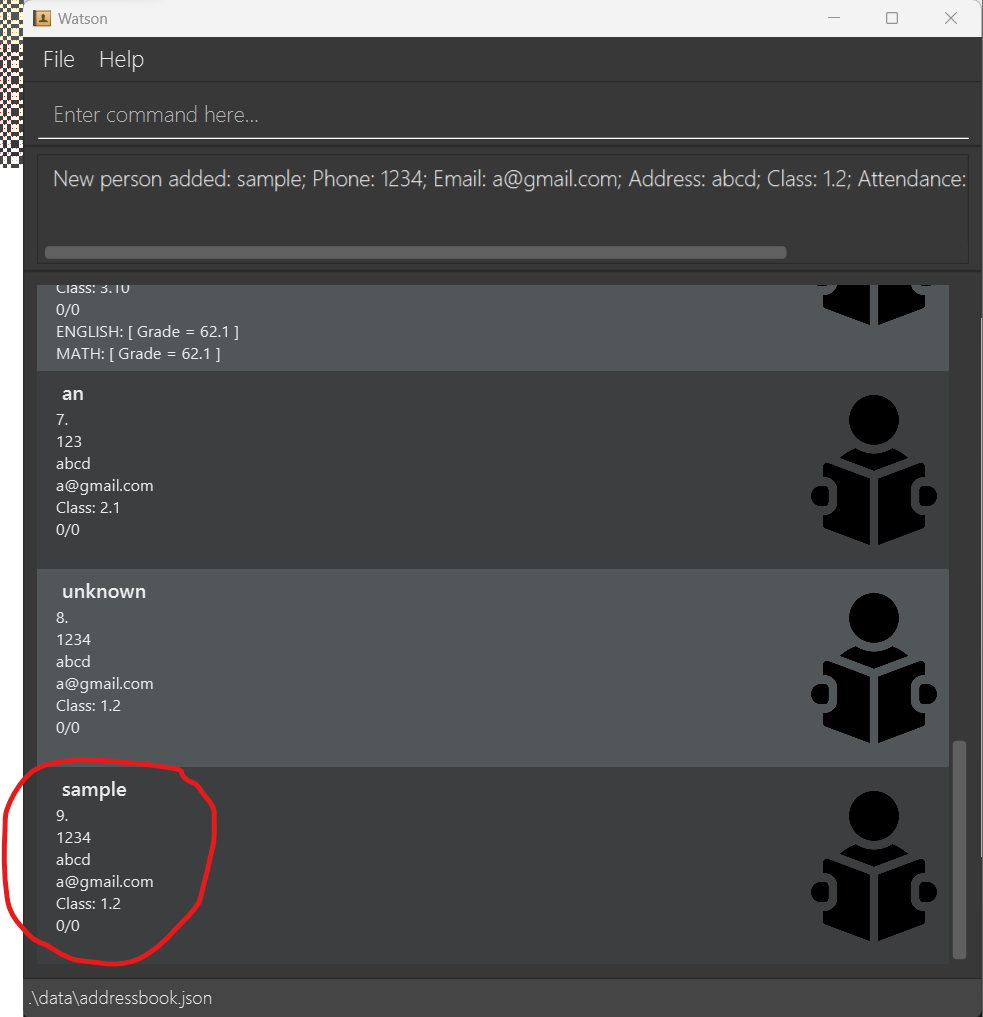 Watson
File Help
Enter command here...
New person added: sample; Phone: 1234; Email: a@gmail.com; Address: abcd; Class: 1.2; Attendance:
Class: 3.10
0/0
ENGLISH: [ Grade = 62.1 ]
MATH: [ Grade = 62.1 ]
an
7.
123
abcd
a@gmail.com
Class: 2.1
0/0
unknown
8.
1234
abcd
a@gmail.com
Class: 1.2
0/0
sample
9.
1234
abcd
a@gmail.com
Class: 1.2
0/0
.\data\addressbook.json